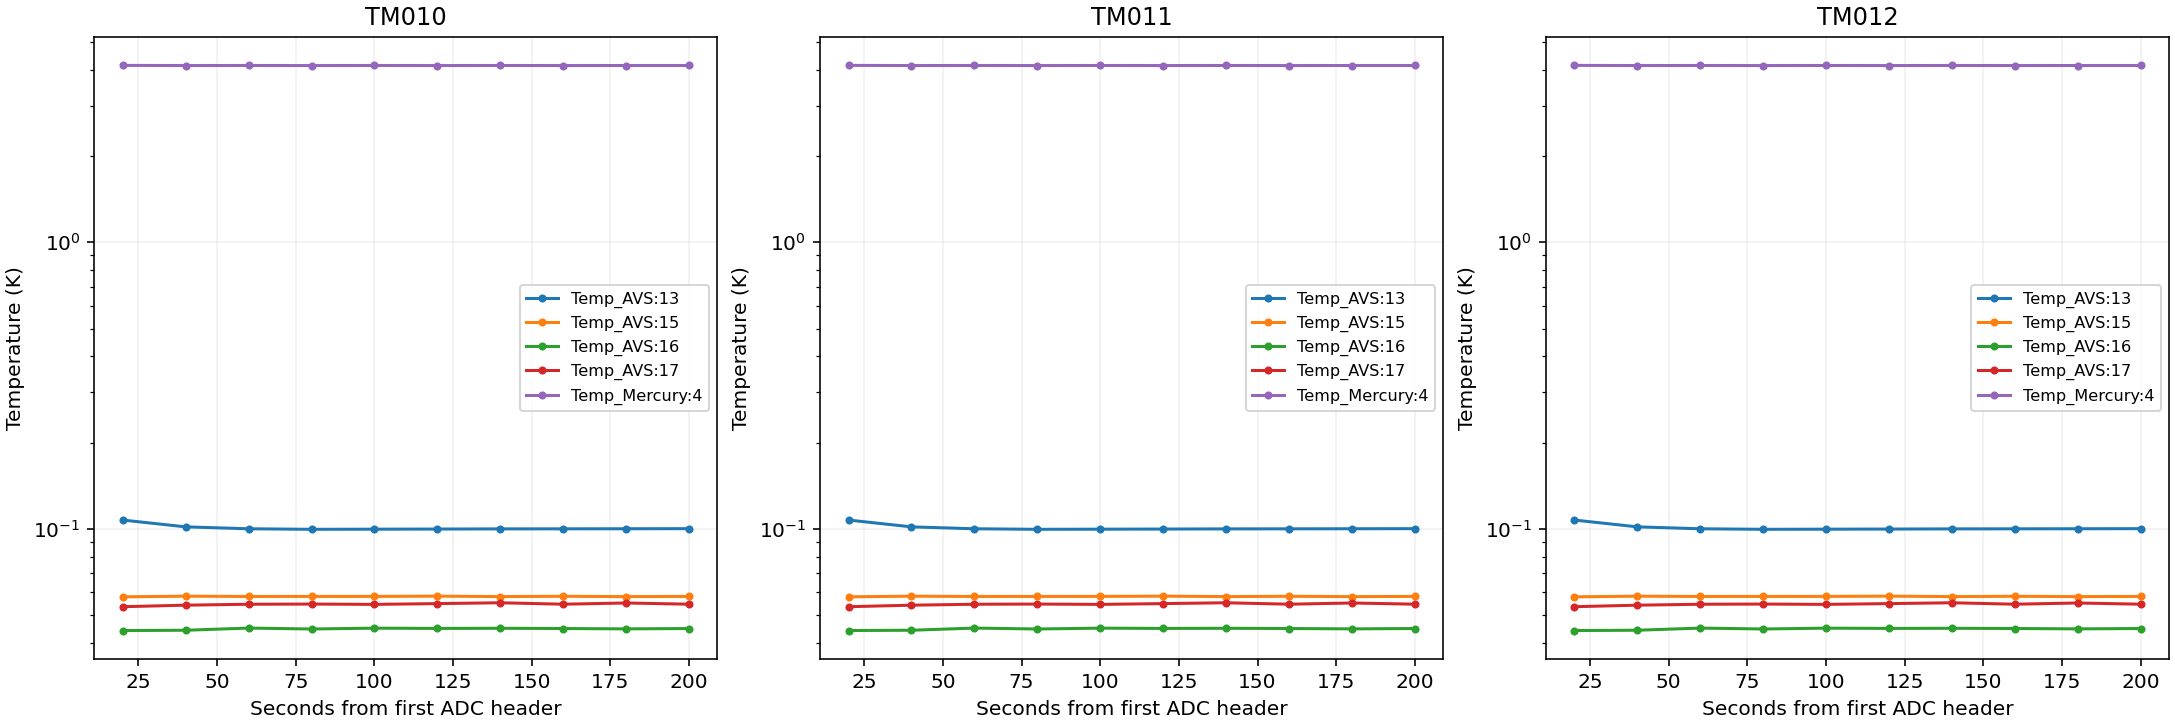 TM010
Temperature (K)
10⁰
10⁻¹
Temp_AVS:13
Temp_AVS:15
Temp_AVS:16
Temp_AVS:17
Temp_Mercury:4
25 50 75 100 125 150 175 200
Seconds from first ADC header
TM011
Temperature (K)
10⁰
10⁻¹
Temp_AVS:13
Temp_AVS:15
Temp_AVS:16
Temp_AVS:17
Temp_Mercury:4
25 50 75 100 125 150 175 200
Seconds from first ADC header
TM012
Temperature (K)
10⁰
10⁻¹
Temp_AVS:13
Temp_AVS:15
Temp_AVS:16
Temp_AVS:17
Temp_Mercury:4
25 50 75 100 125 150 175 200
Seconds from first ADC header